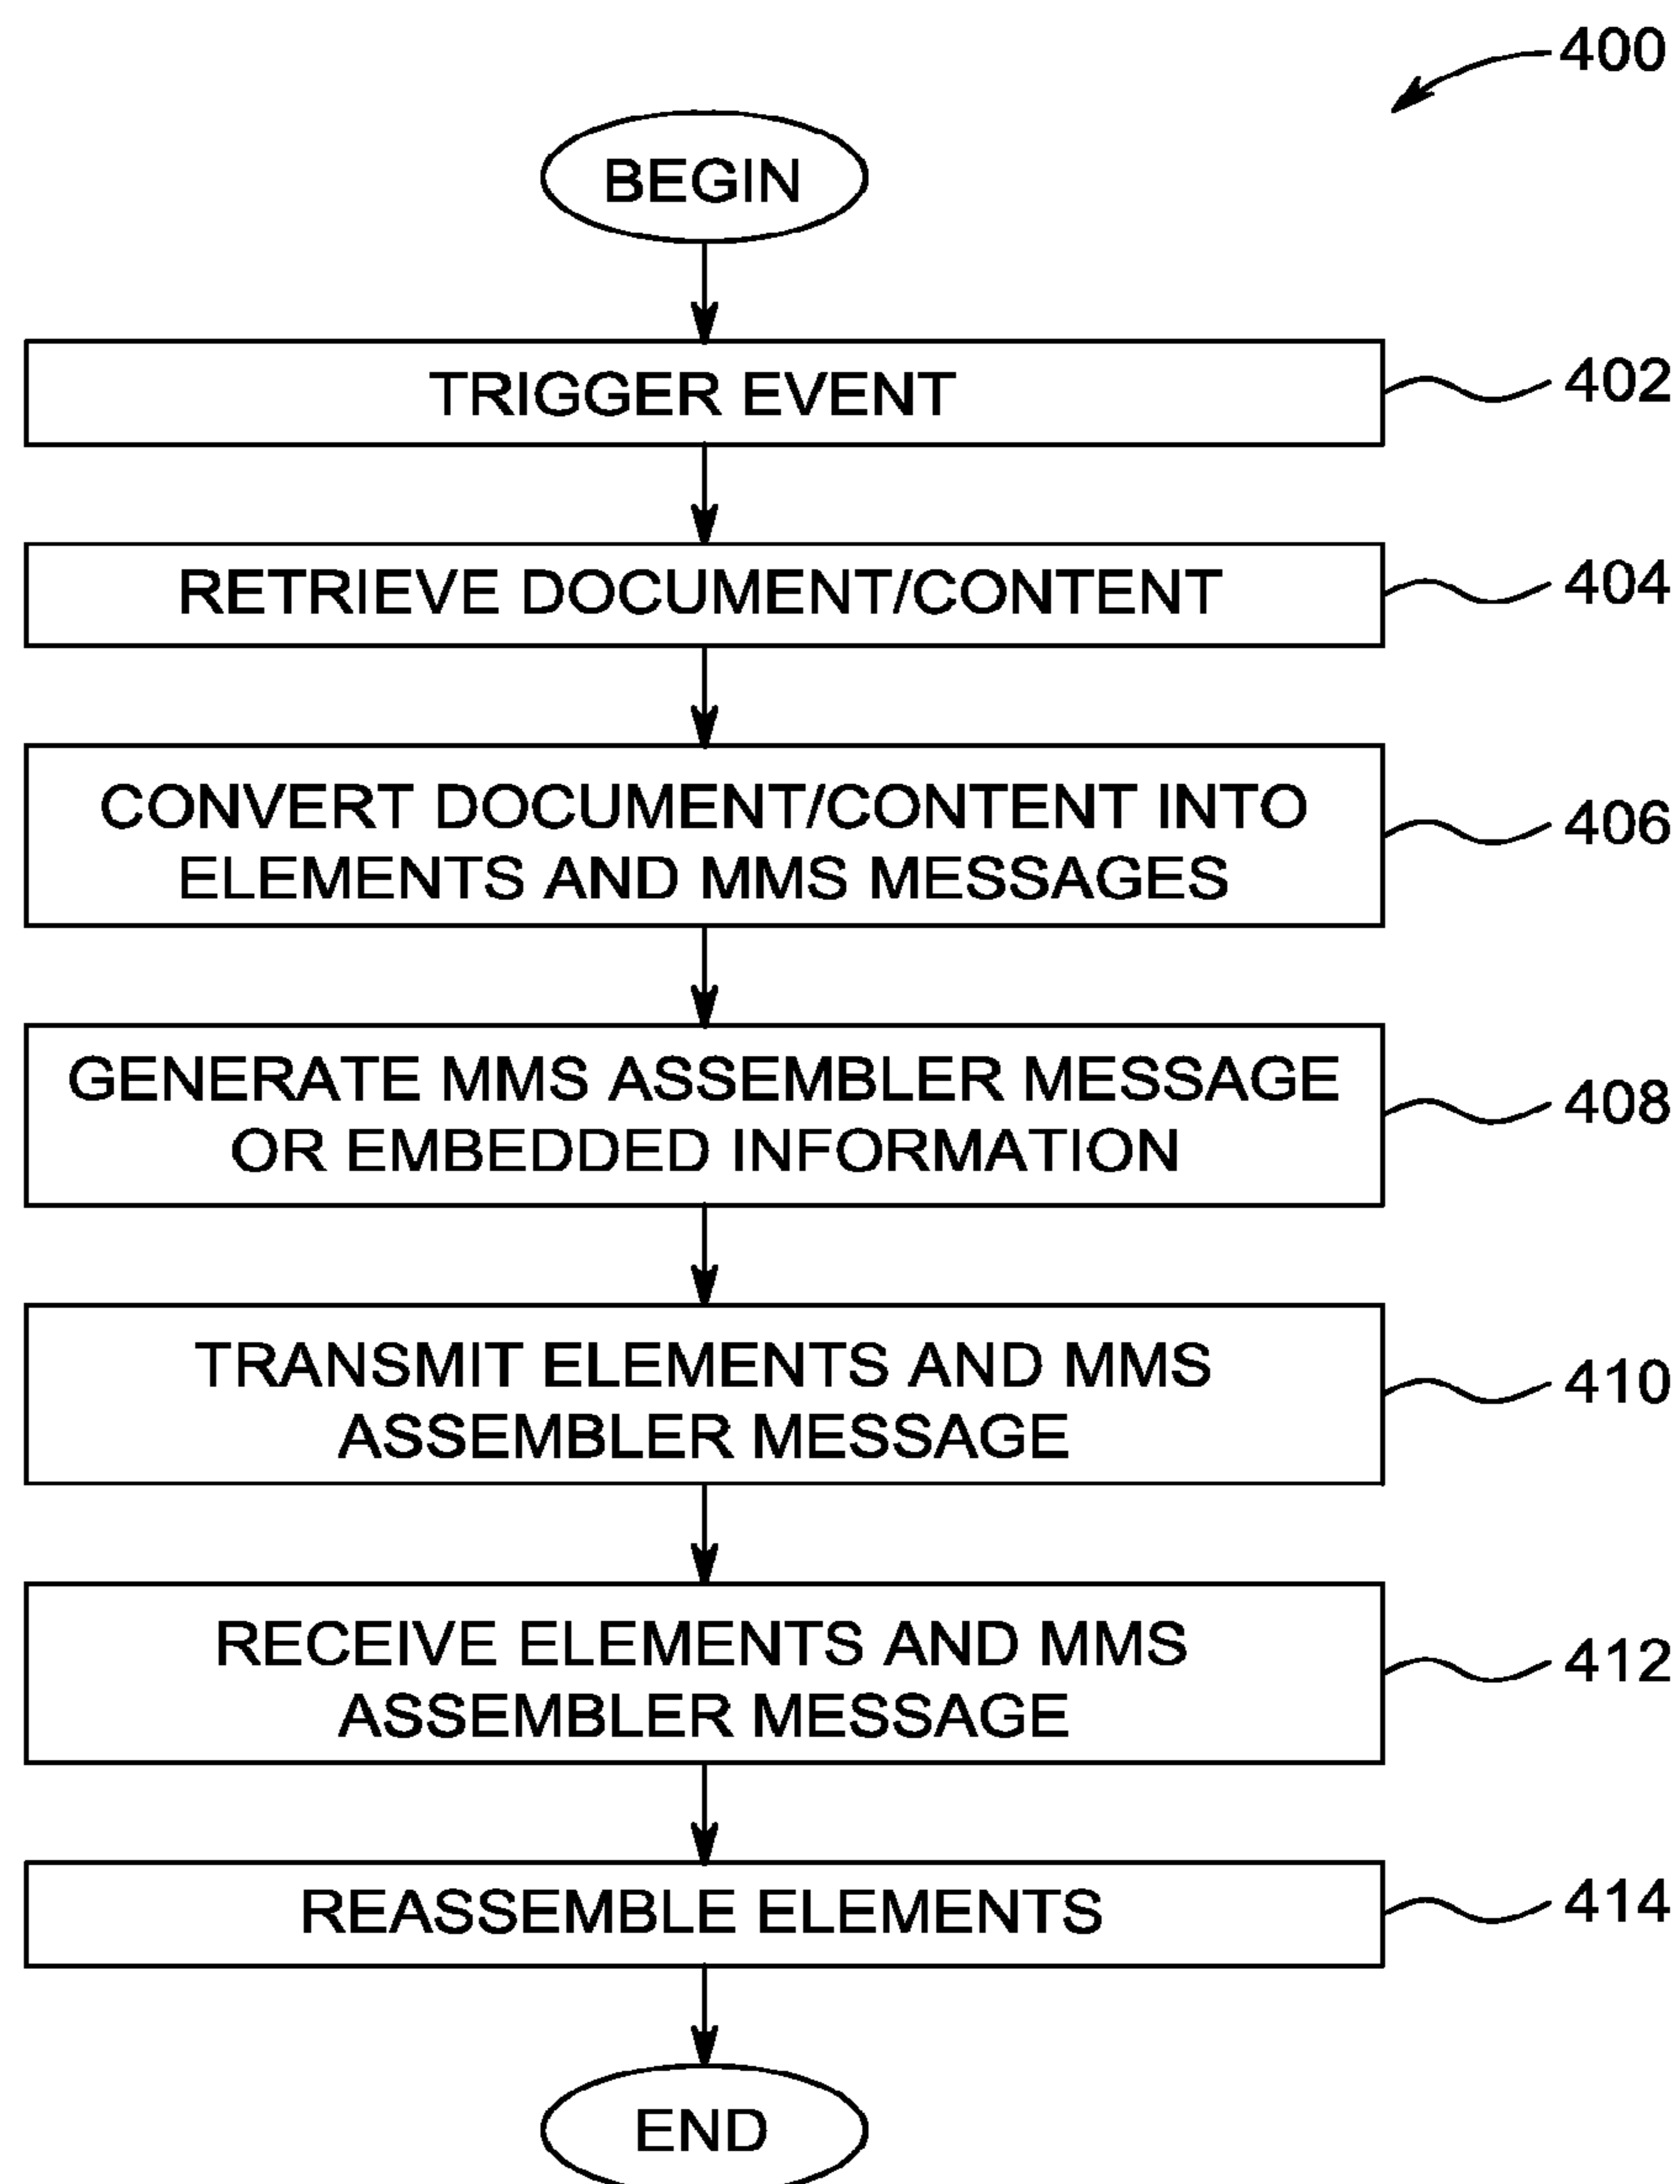 400
BEGIN
TRIGGER EVENT
402
RETRIEVE DOCUMENT/CONTENT
404
CONVERT DOCUMENT/CONTENT INTO
ELEMENTS AND MMS MESSAGES
406
GENERATE MMS ASSEMBLER MESSAGE
OR EMBEDDED INFORMATION
408
TRANSMIT ELEMENTS AND MMS
ASSEMBLER MESSAGE
410
RECEIVE ELEMENTS AND MMS
ASSEMBLER MESSAGE
412
REASSEMBLE ELEMENTS
414
END